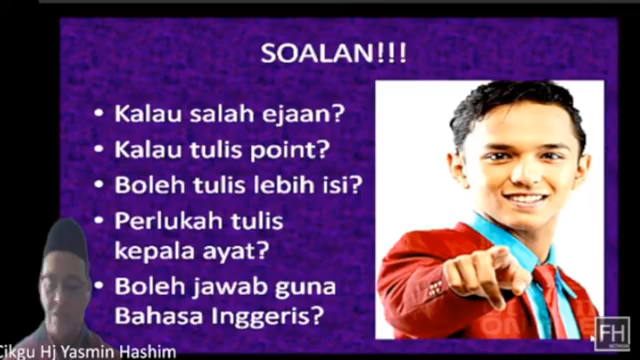 SOALAN!!!
• Kalau salah ejaan?
• Kalau tulis point?
• Boleh tulis lebih isi?
• Perlukah tulis
kepala ayat?
• Boleh jawab guna
Bahasa Inggeris?
FH
Cikgu Hj Yasmin Hashim